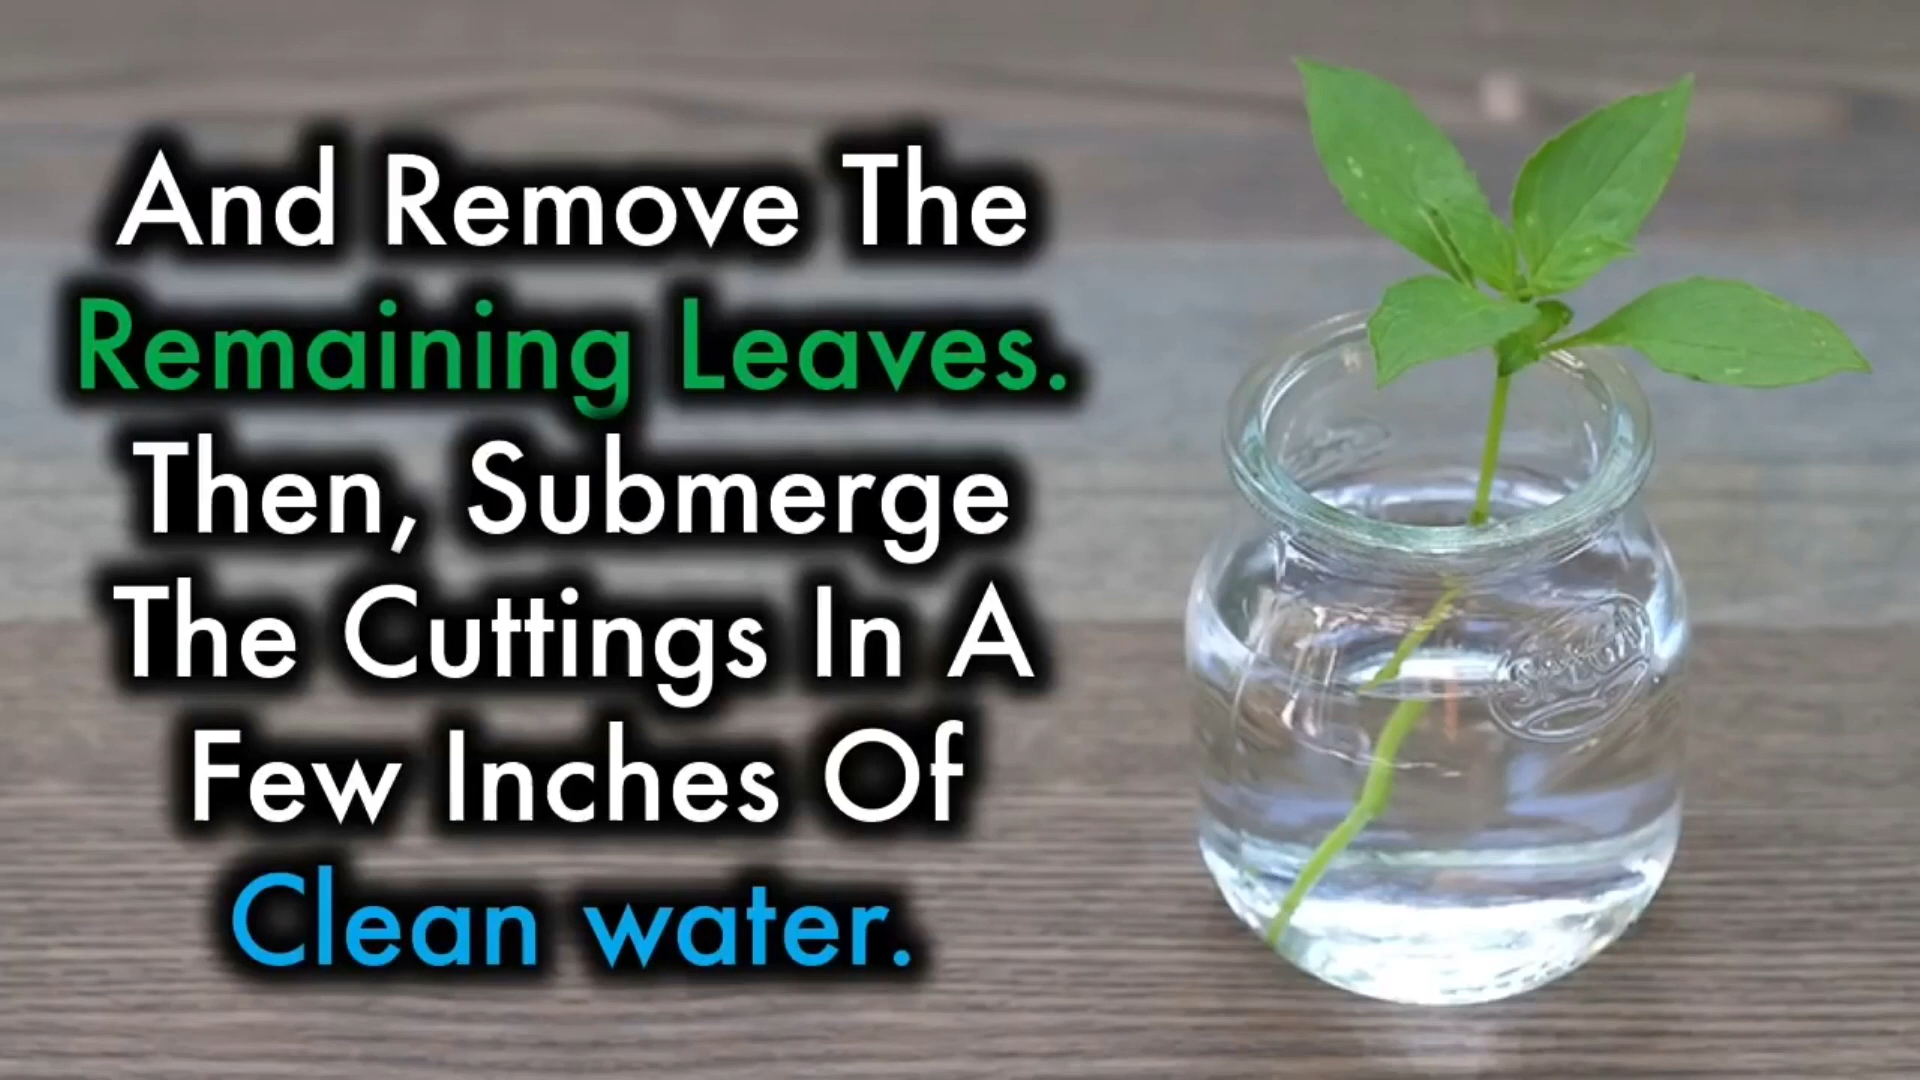 And Remove The
Remaining Leaves.
Then, Submerge
The Cuttings In A
Few Inches Of
Clean water.